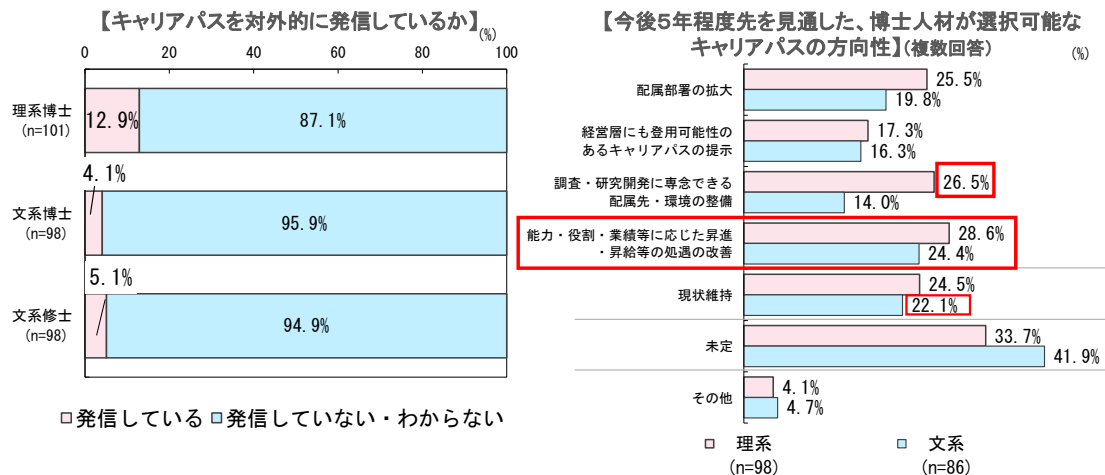 【キャリアパスを対外的に発信しているか】(%)
0 20 40 60 80 100
理系博士
(n=101)
12.9%
87.1%
4.1%
文系博士
(n=98)
95.9%
5.1%
文系修士
(n=98)
94.9%
発信している 発信していない・わからない
【今後5年程度先を見通した、博士人材が選択可能な
キャリアパスの方向性】(複数回答)
(%)
配属部署の拡大
25.5%
19.8%
経営層にも登用可能性の
あるキャリアパスの提示
17.3%
16.3%
調査・研究開発に専念できる
配属先・環境の整備
26.5%
14.0%
能力・役割・業績等に応じた昇進
・昇給等の処遇の改善
28.6%
24.4%
現状維持
24.5%
22.1%
未定
33.7%
41.9%
その他
4.1%
4.7%
理系
(n=98)
文系
(n=86)